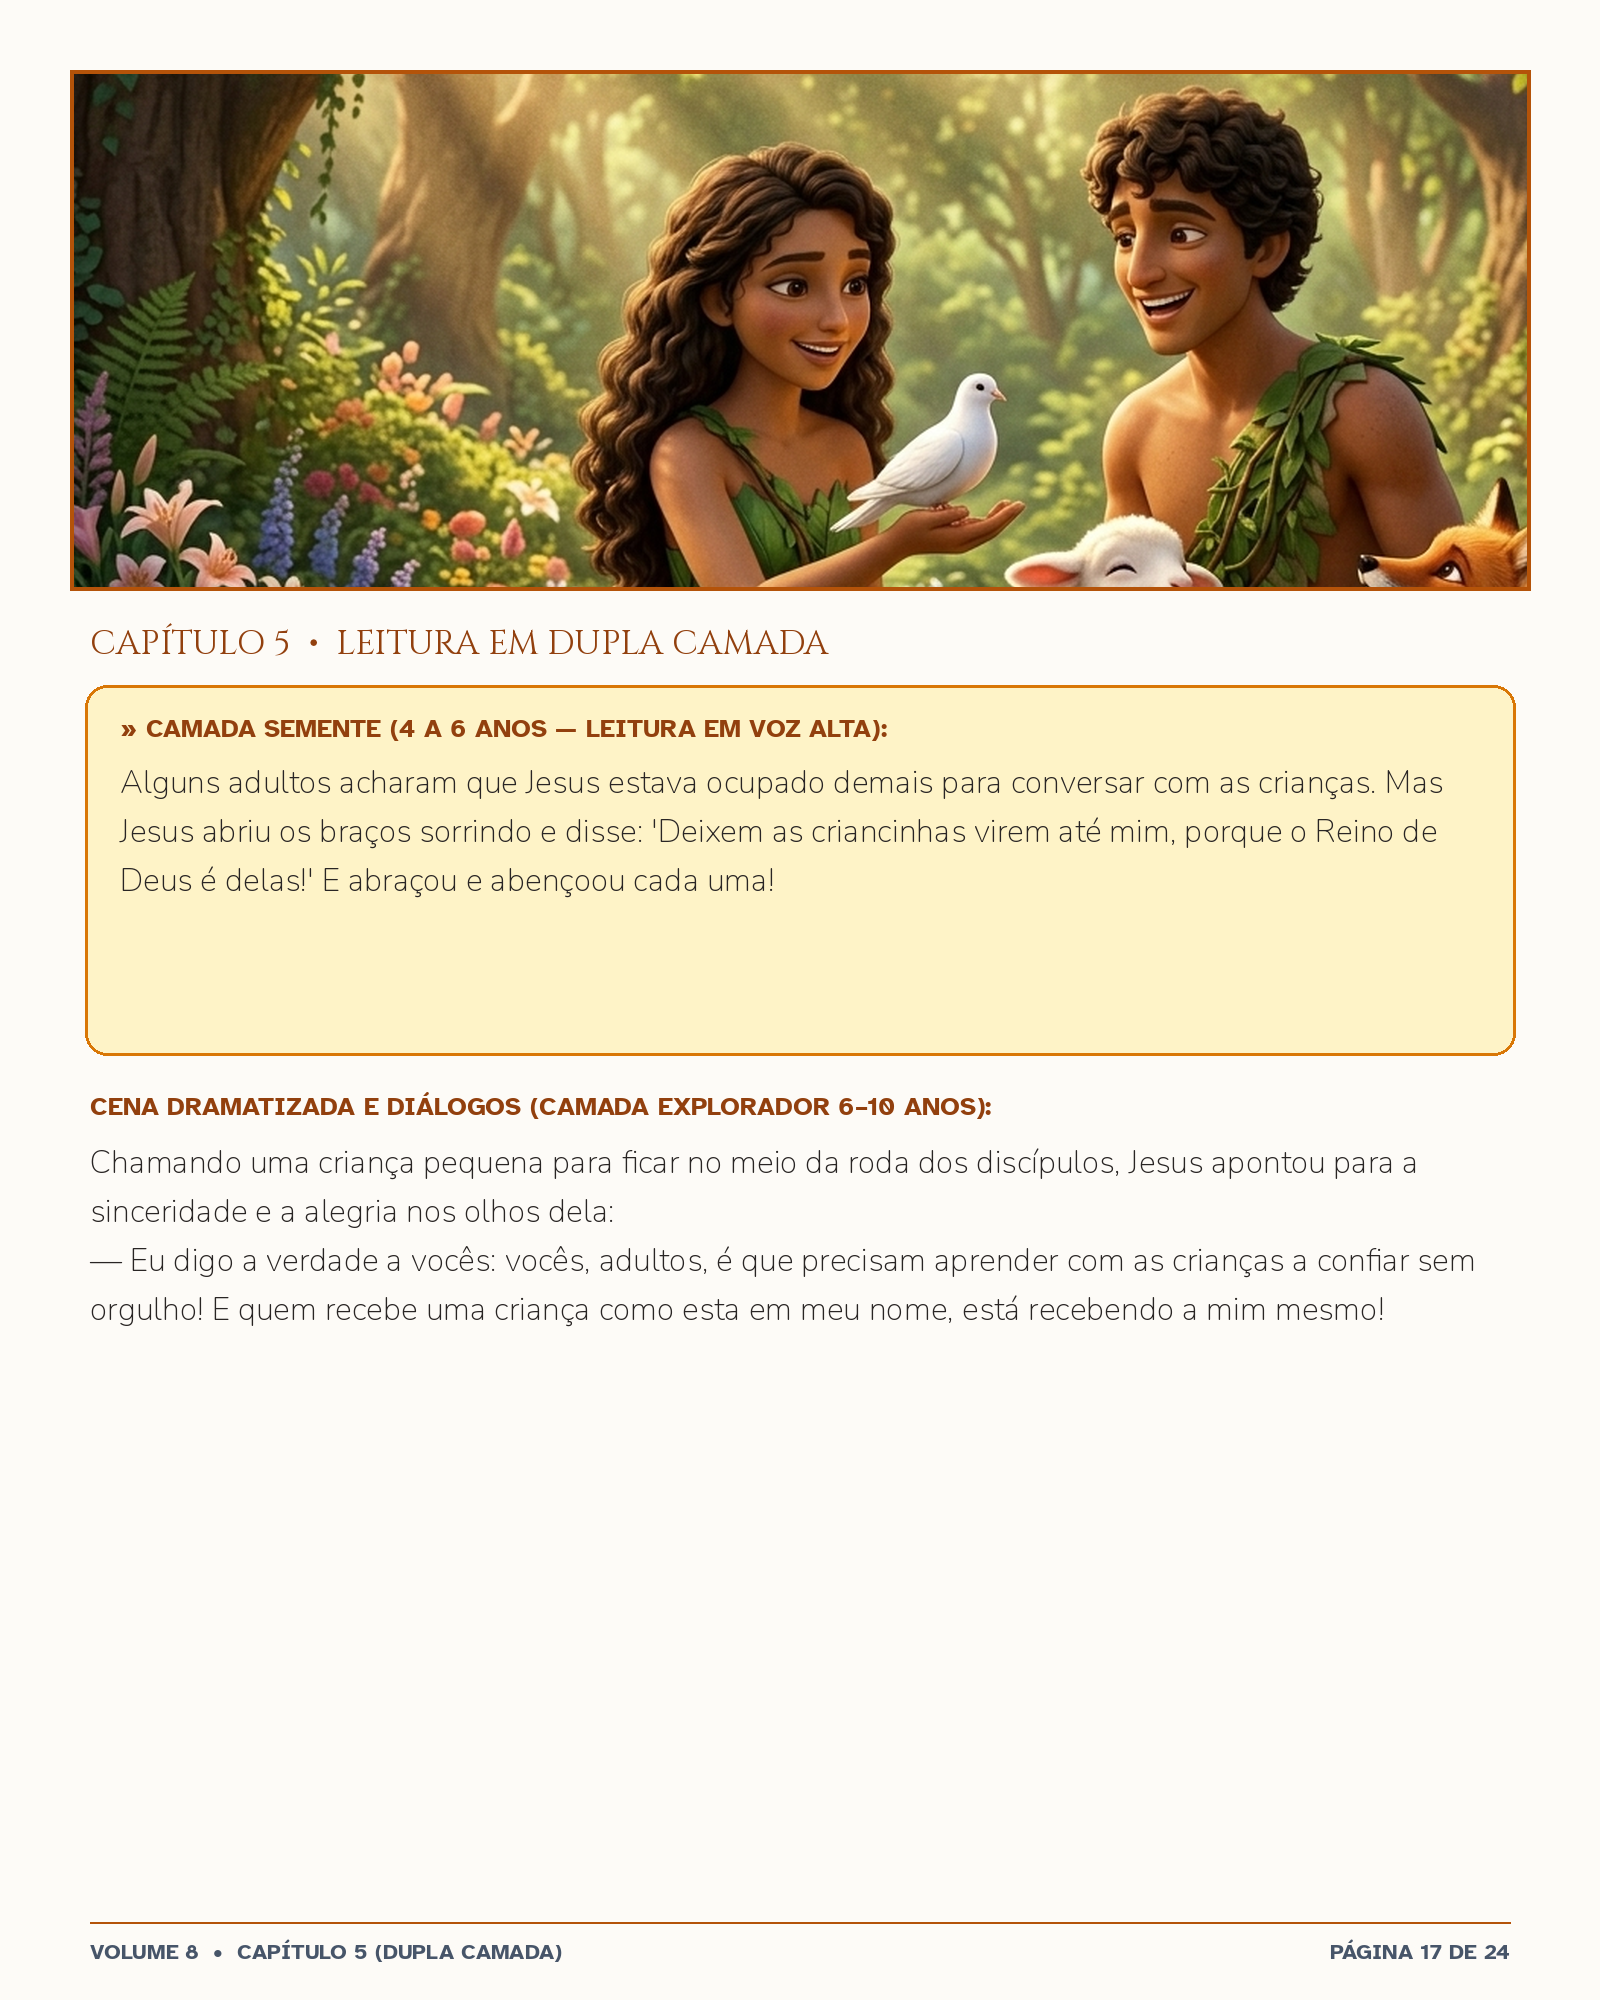 CAPÍTULO 5 • LEITURA EM DUPLA CAMADA
» CAMADA SEMENTE (4 A 6 ANOS — LEITURA EM VOZ ALTA):
Alguns adultos acharam que Jesus estava ocupado demais para conversar com as crianças. Mas
Jesus abriu os braços sorrindo e disse: 'Deixem as criancinhas virem até mim, porque o Reino de
Deus é delas!' E abraçou e abençoou cada uma!
CENA DRAMATIZADA E DIÁLOGOS (CAMADA EXPLORADOR 6–10 ANOS):
Chamando uma criança pequena para ficar no meio da roda dos discípulos, Jesus apontou para a
sinceridade e a alegria nos olhos dela:
— Eu digo a verdade a vocês: vocês, adultos, é que precisam aprender com as crianças a confiar sem
orgulho! E quem recebe uma criança como esta em meu nome, está recebendo a mim mesmo!
VOLUME 8 • CAPÍTULO 5 (DUPLA CAMADA)
PÁGINA 17 DE 24